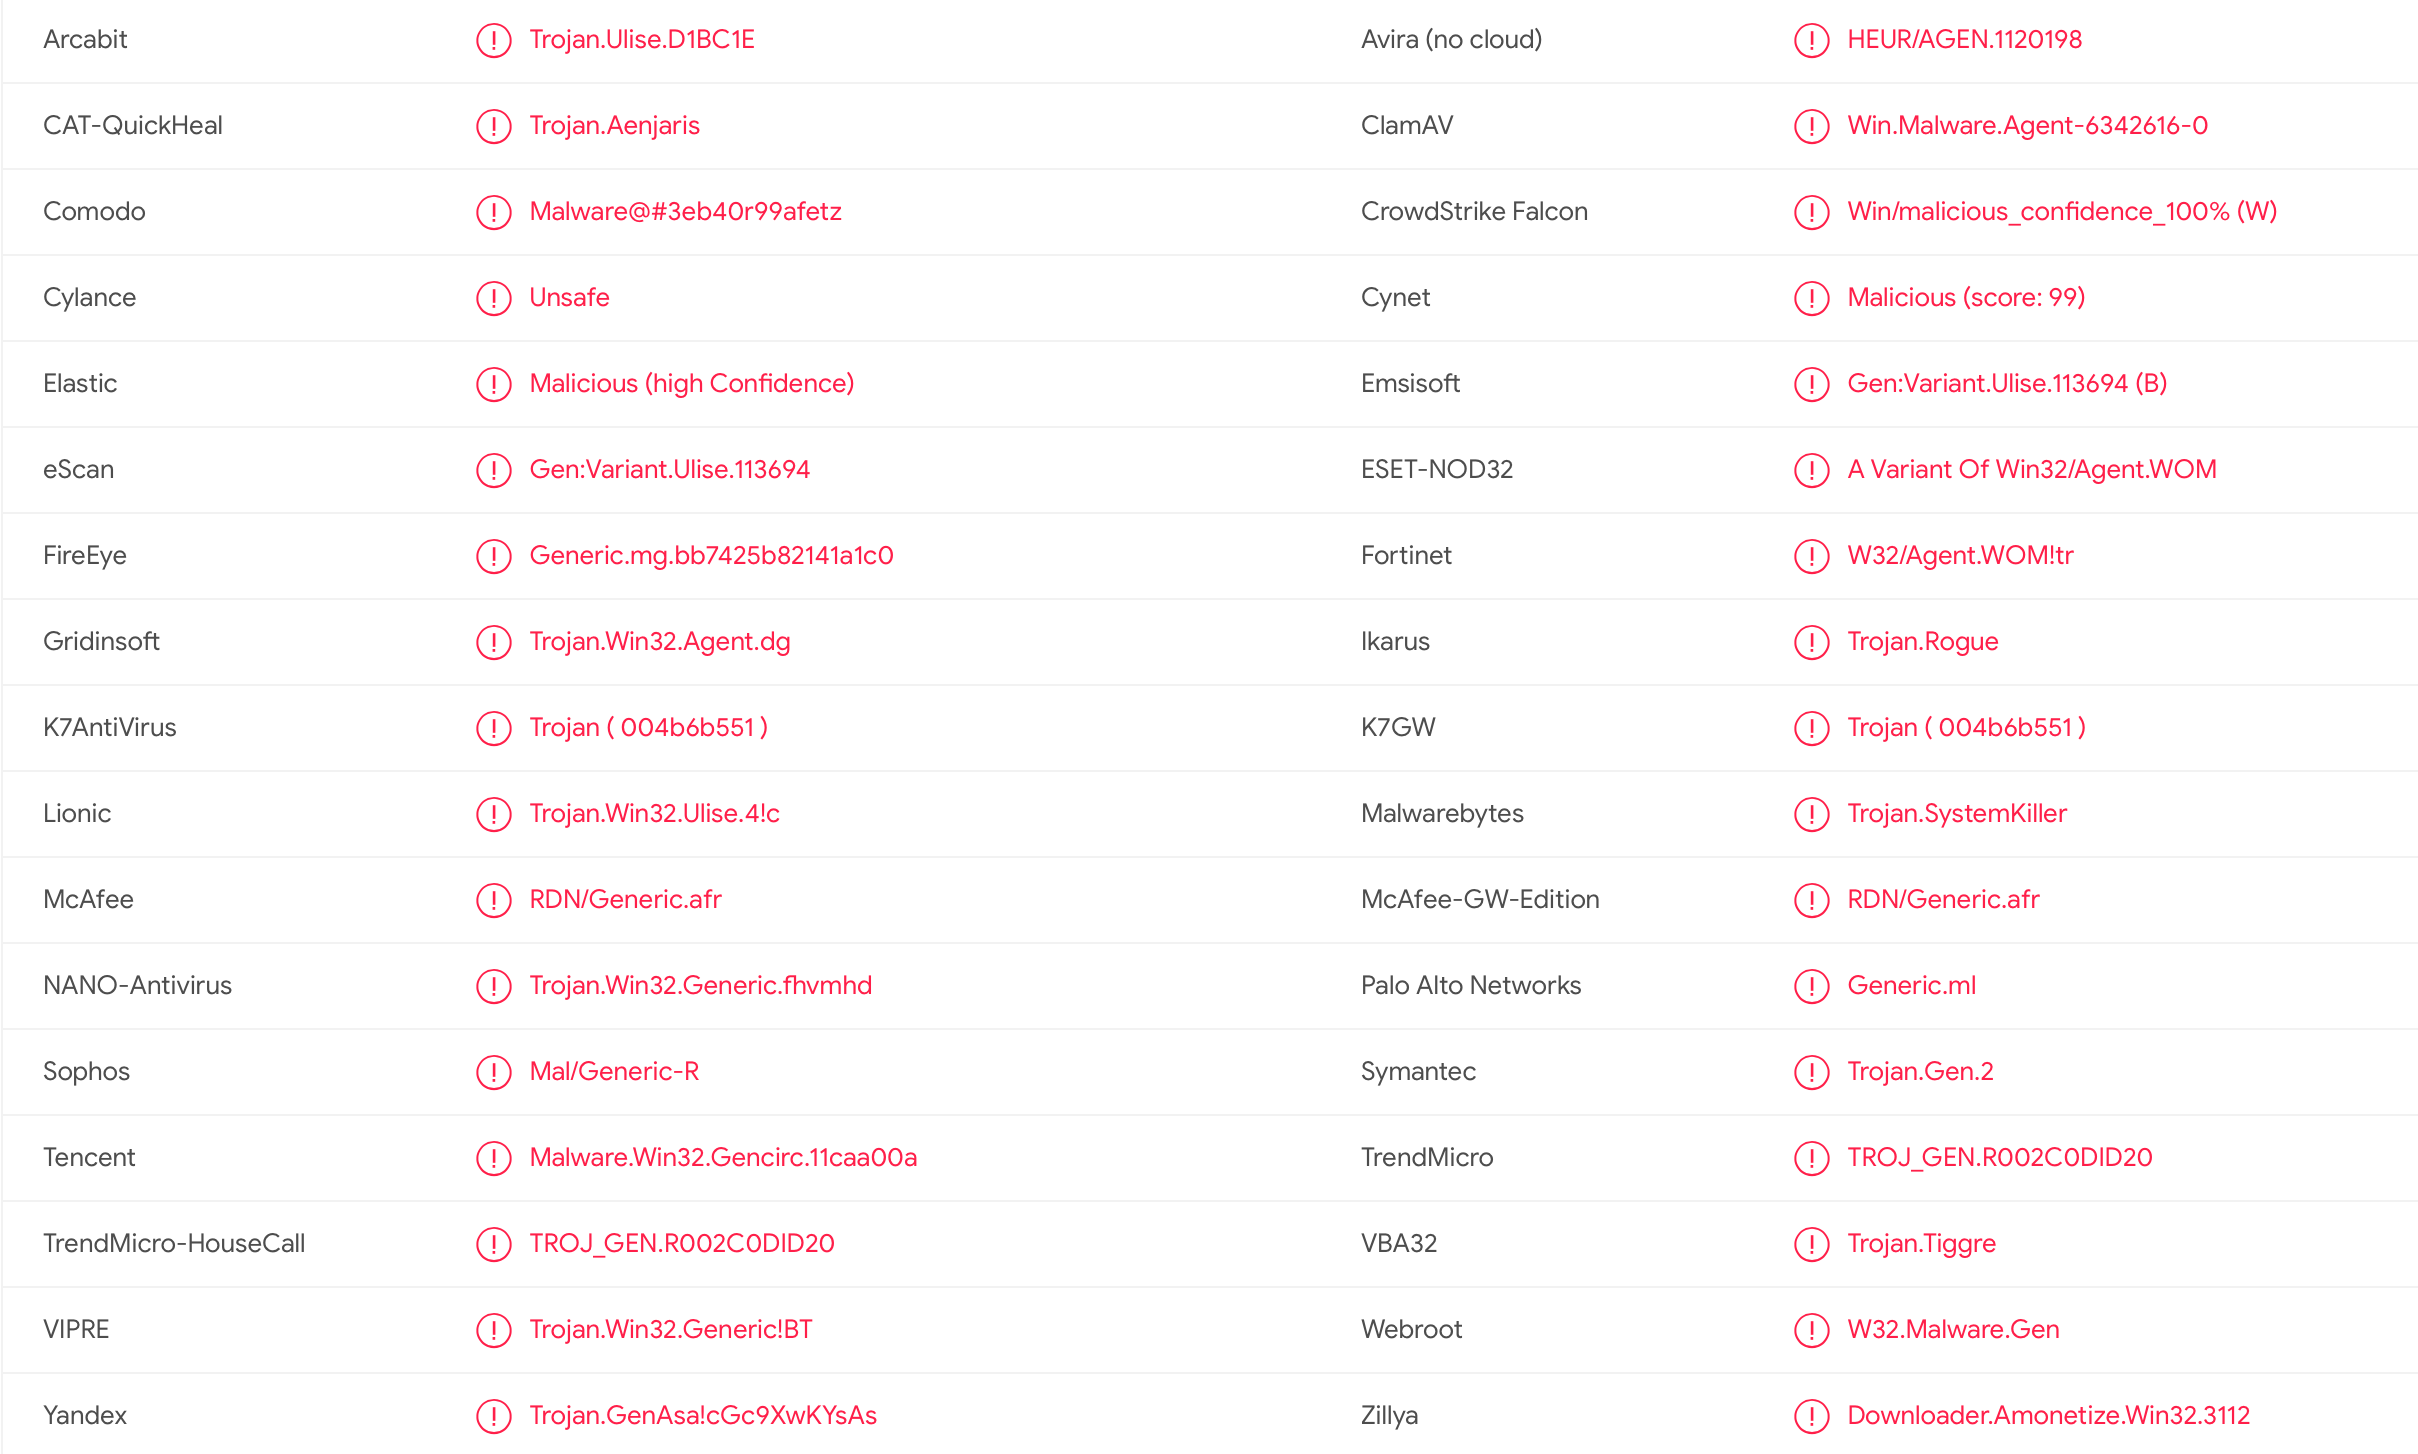 Arcabit Trojan.Ulise.D1BC1E Avira (no cloud) HEUR/AGEN.1120198
CAT-QuickHeal Trojan.Aenjaris ClamAV Win.Malware.Agent-6342616-0
Comodo Malware@#3eb40r99afetz CrowdStrike Falcon Win/malicious_confidence_100% (W)
Cylance Unsafe Cynet Malicious (score: 99)
Elastic Malicious (high Confidence) Emsisoft Gen:Variant.Ulise.113694 (B)
eScan Gen:Variant.Ulise.113694 ESET-NOD32 A Variant Of Win32/Agent.WOM
FireEye Generic.mg.bb7425b82141a1c0 Fortinet W32/Agent.WOM!tr
Gridinsoft Trojan.Win32.Agent.dg Ikarus Trojan.Rogue
K7AntiVirus Trojan ( 004b6b551 ) K7GW Trojan ( 004b6b551 )
Lionic Trojan.Win32.Ulise.4!c Malwarebytes Trojan.SystemKiller
McAfee RDN/Generic.afr McAfee-GW-Edition RDN/Generic.afr
NANO-Antivirus Trojan.Win32.Generic.fhvmhd Palo Alto Networks Generic.ml
Sophos Mal/Generic-R Symantec Trojan.Gen.2
Tencent Malware.Win32.Gencirc.11caa00a TrendMicro TROJ_GEN.R002C0DID20
TrendMicro-HouseCall TROJ_GEN.R002C0DID20 VBA32 Trojan.Tiggre
VIPRE Trojan.Win32.Generic!BT Webroot W32.Malware.Gen
Yandex Trojan.GenAsa!cGc9XwKYsAs Zillya Downloader.Amonetize.Win32.3112